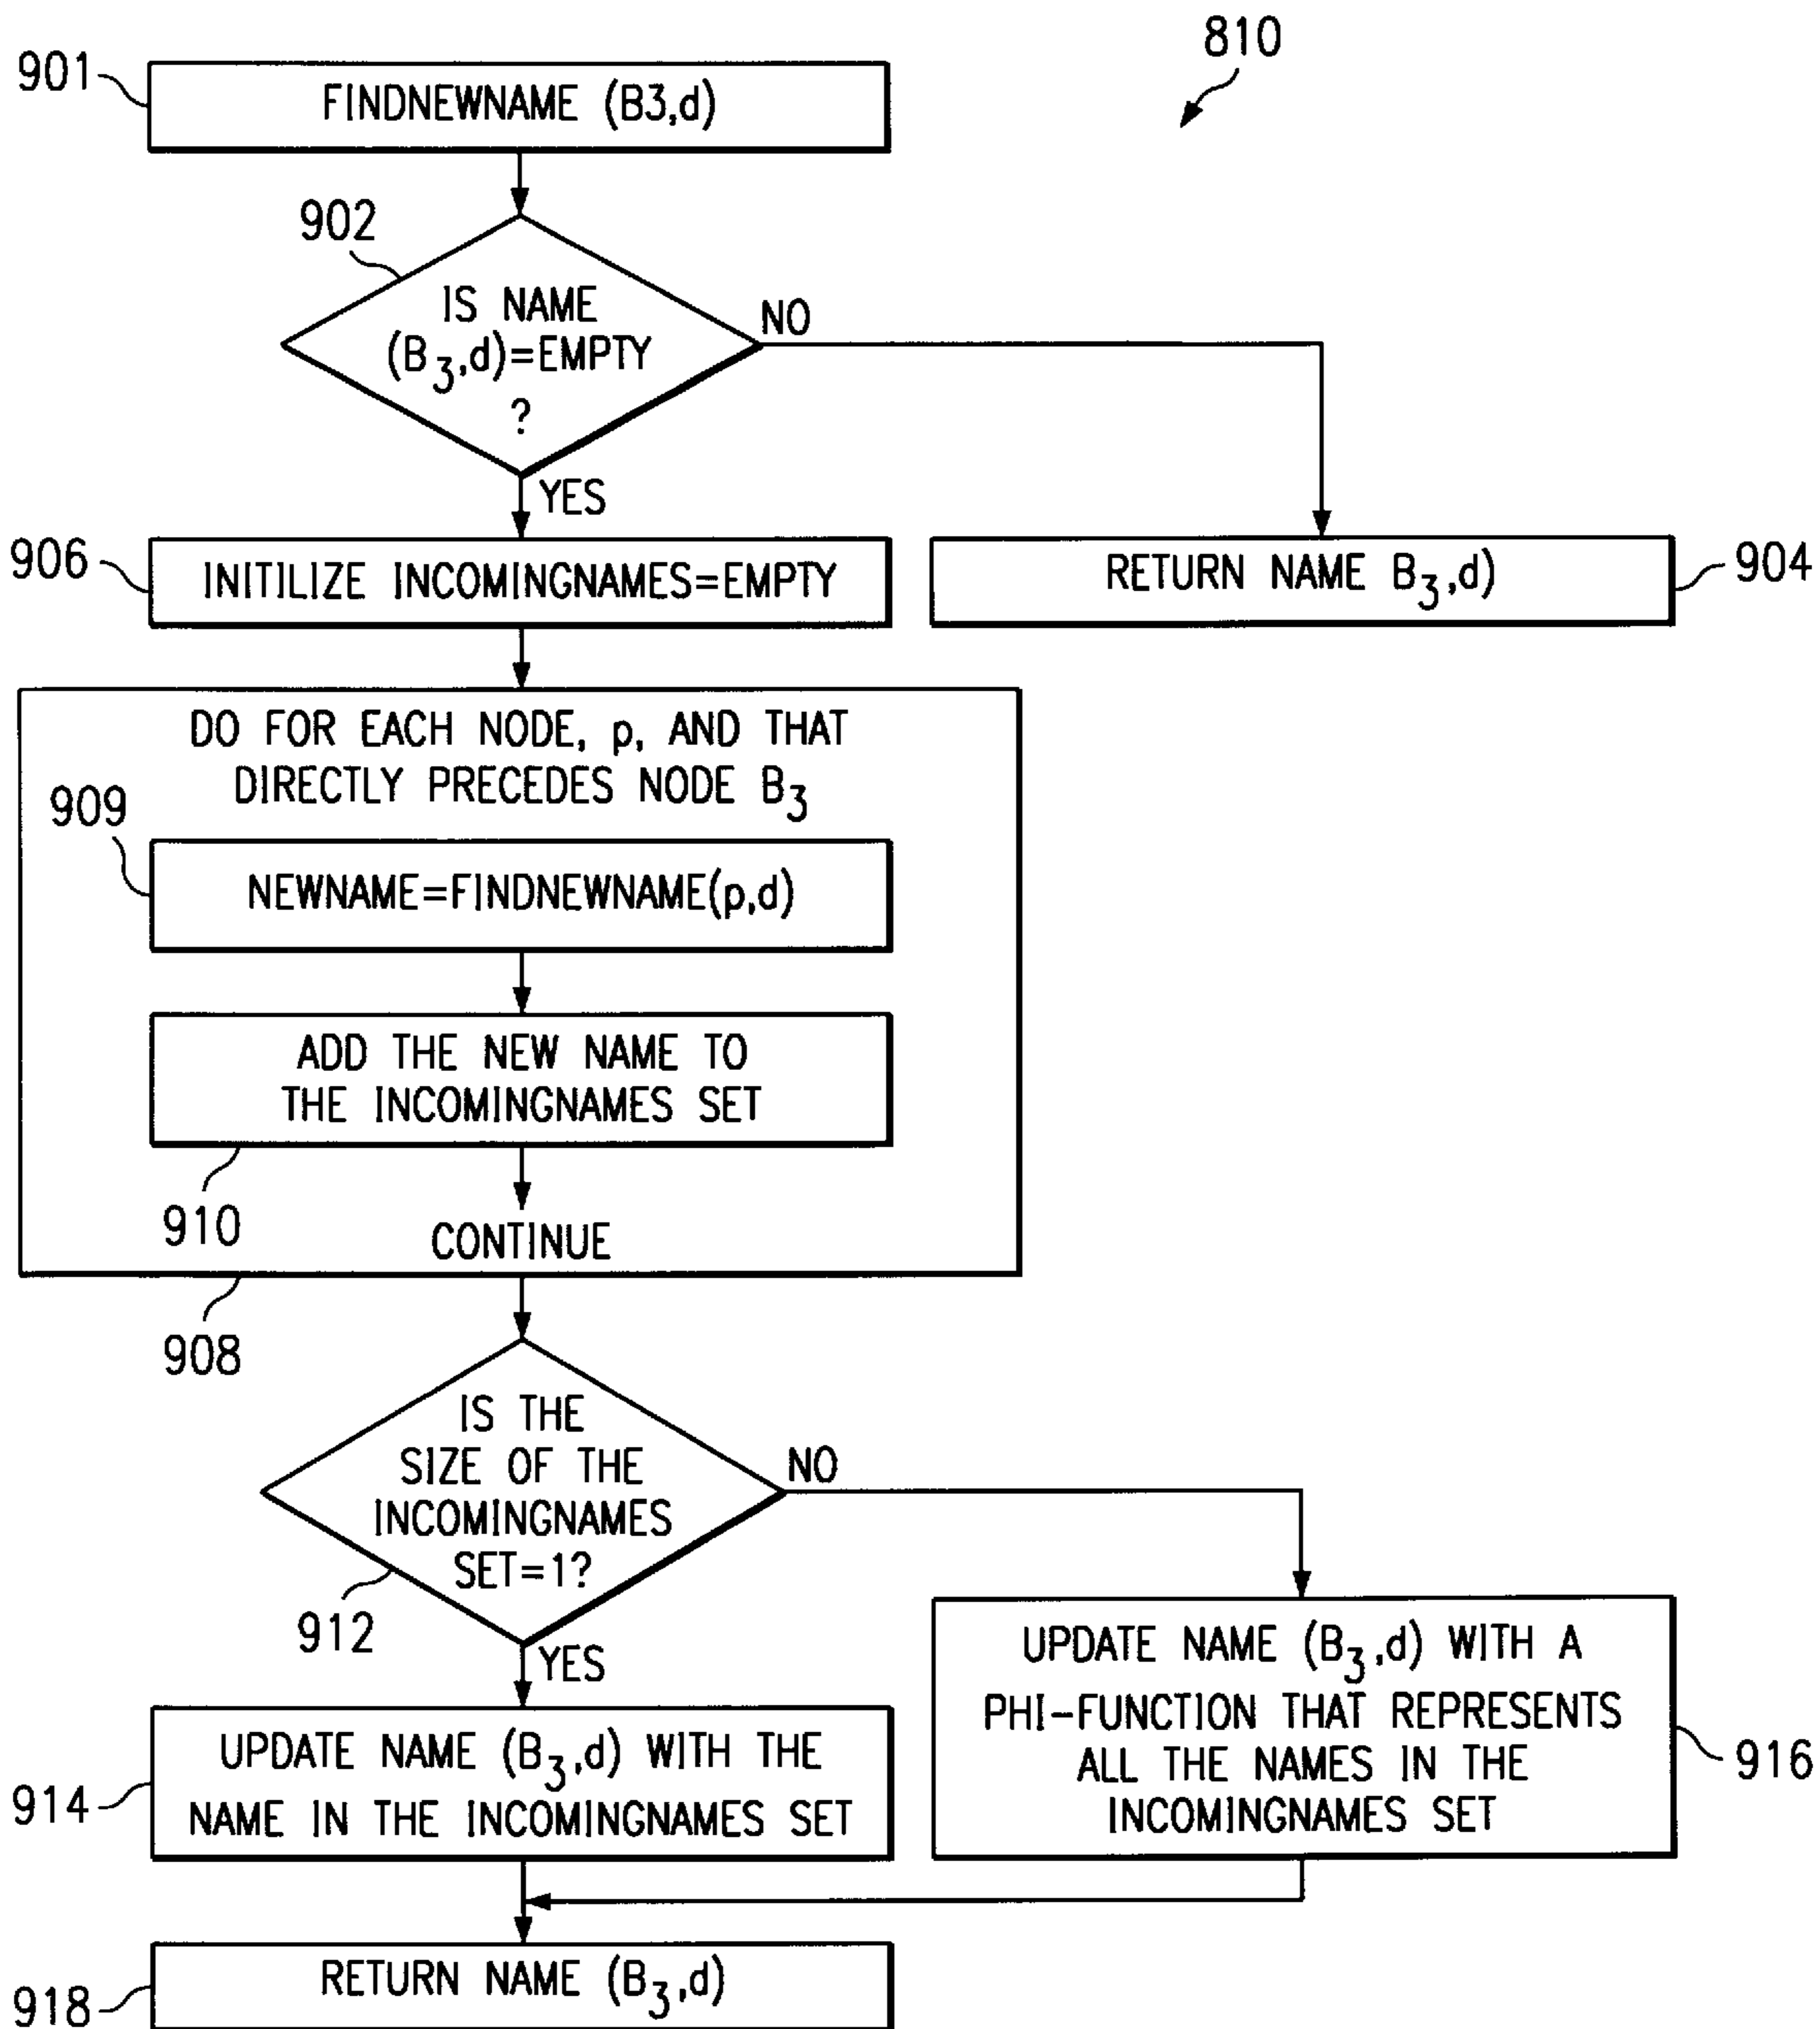 810
901
FINDNEWNAME (B3,d)
902
IS NAME
(B3,d)=EMPTY
?
NO
YES
906
INITILIZE INCOMINGNAMES=EMPTY
RETURN NAME B3,d)
904
DO FOR EACH NODE, p, AND THAT
DIRECTLY PRECEDES NODE B3
909
NEWNAME=FINDNEWNAME(p,d)
ADD THE NEW NAME TO
THE INCOMINGNAMES SET
910
CONTINUE
908
IS THE
SIZE OF THE
INCOMINGNAMES
SET=1?
NO
912
YES
UPDATE NAME (B3,d) WITH A
PHI-FUNCTION THAT REPRESENTS
ALL THE NAMES IN THE
INCOMINGNAMES SET
916
UPDATE NAME (B3,d) WITH THE
NAME IN THE INCOMINGNAMES SET
914
RETURN NAME (B3,d)
918